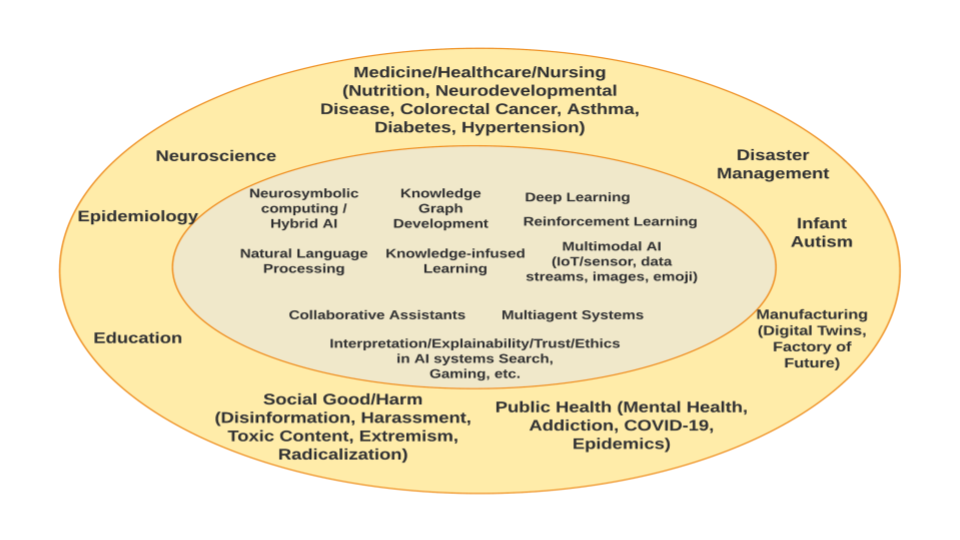 Medicine/Healthcare/Nursing
(Nutrition, Neurodevelopmental
Disease, Colorectal Cancer, Asthma,
Diabetes, Hypertension)
Neuroscience
Disaster
Management
Epidemiology
Infant
Autism
Neurosymbolic
computing /
Hybrid AI
Knowledge
Graph
Development
Deep Learning
Reinforcement Learning
Natural Language
Processing
Knowledge-infused
Learning
Multimodal AI
(IoT/sensor, data
streams, images, emoji)
Collaborative Assistants
Multiagent Systems
Interpretation/Explainability/Trust/Ethics
in AI systems Search,
Gaming, etc.
Education
Manufacturing
(Digital Twins,
Factory of
Future)
Social Good/Harm
(Disinformation, Harassment,
Toxic Content, Extremism,
Radicalization)
Public Health (Mental Health,
Addiction, COVID-19,
Epidemics)